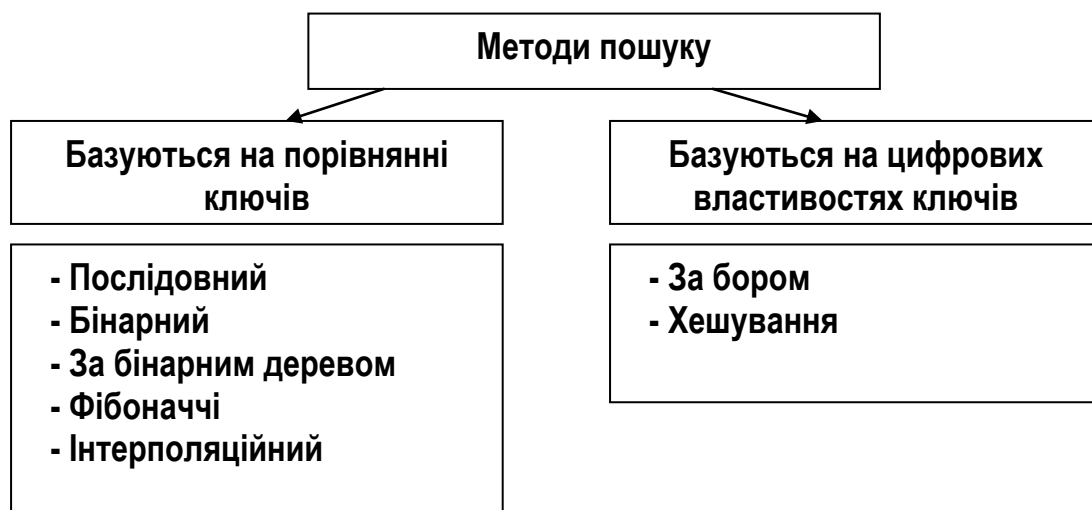 Методи пошуку
Базуються на порівнянні
ключів
Базуються на цифрових
властивостях ключів
- Послідовний
- Бінарний
- За бінарним деревом
- Фібоначчі
- Інтерполяційний
- За бором
- Хешування